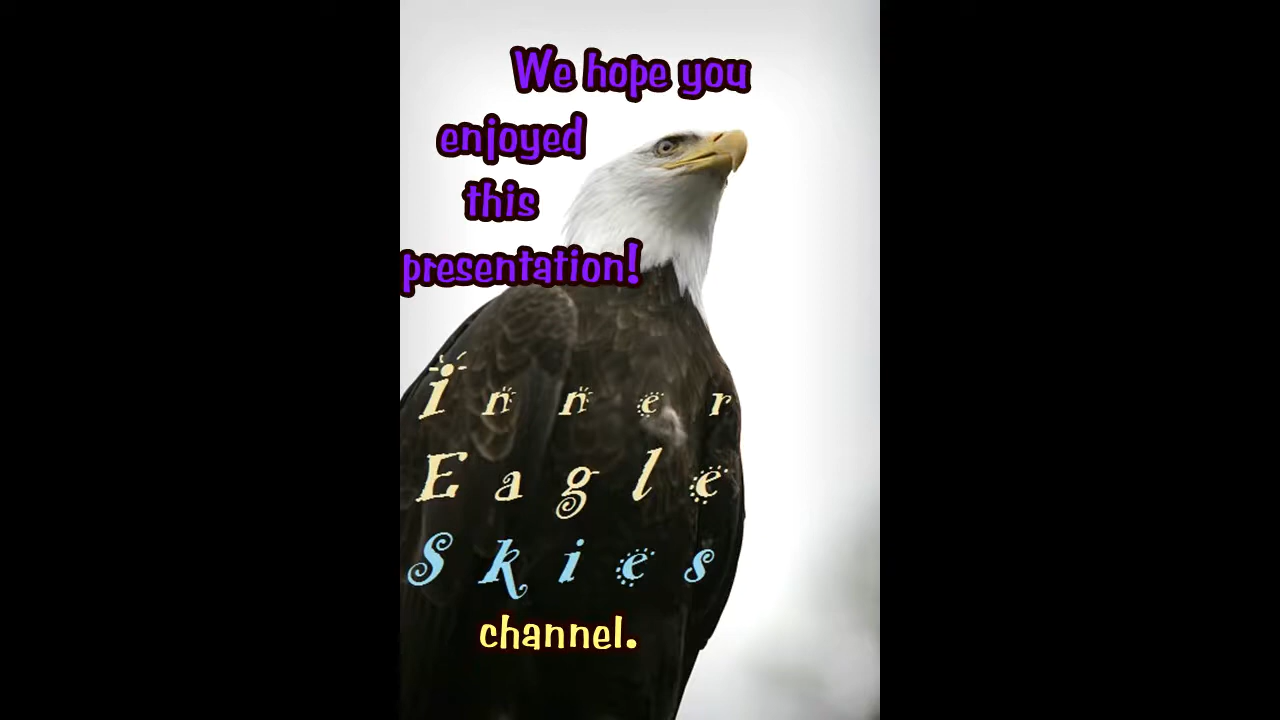 We hope you
enjoyed
this
presentation!
Inner
Eagle
Skies
channel.